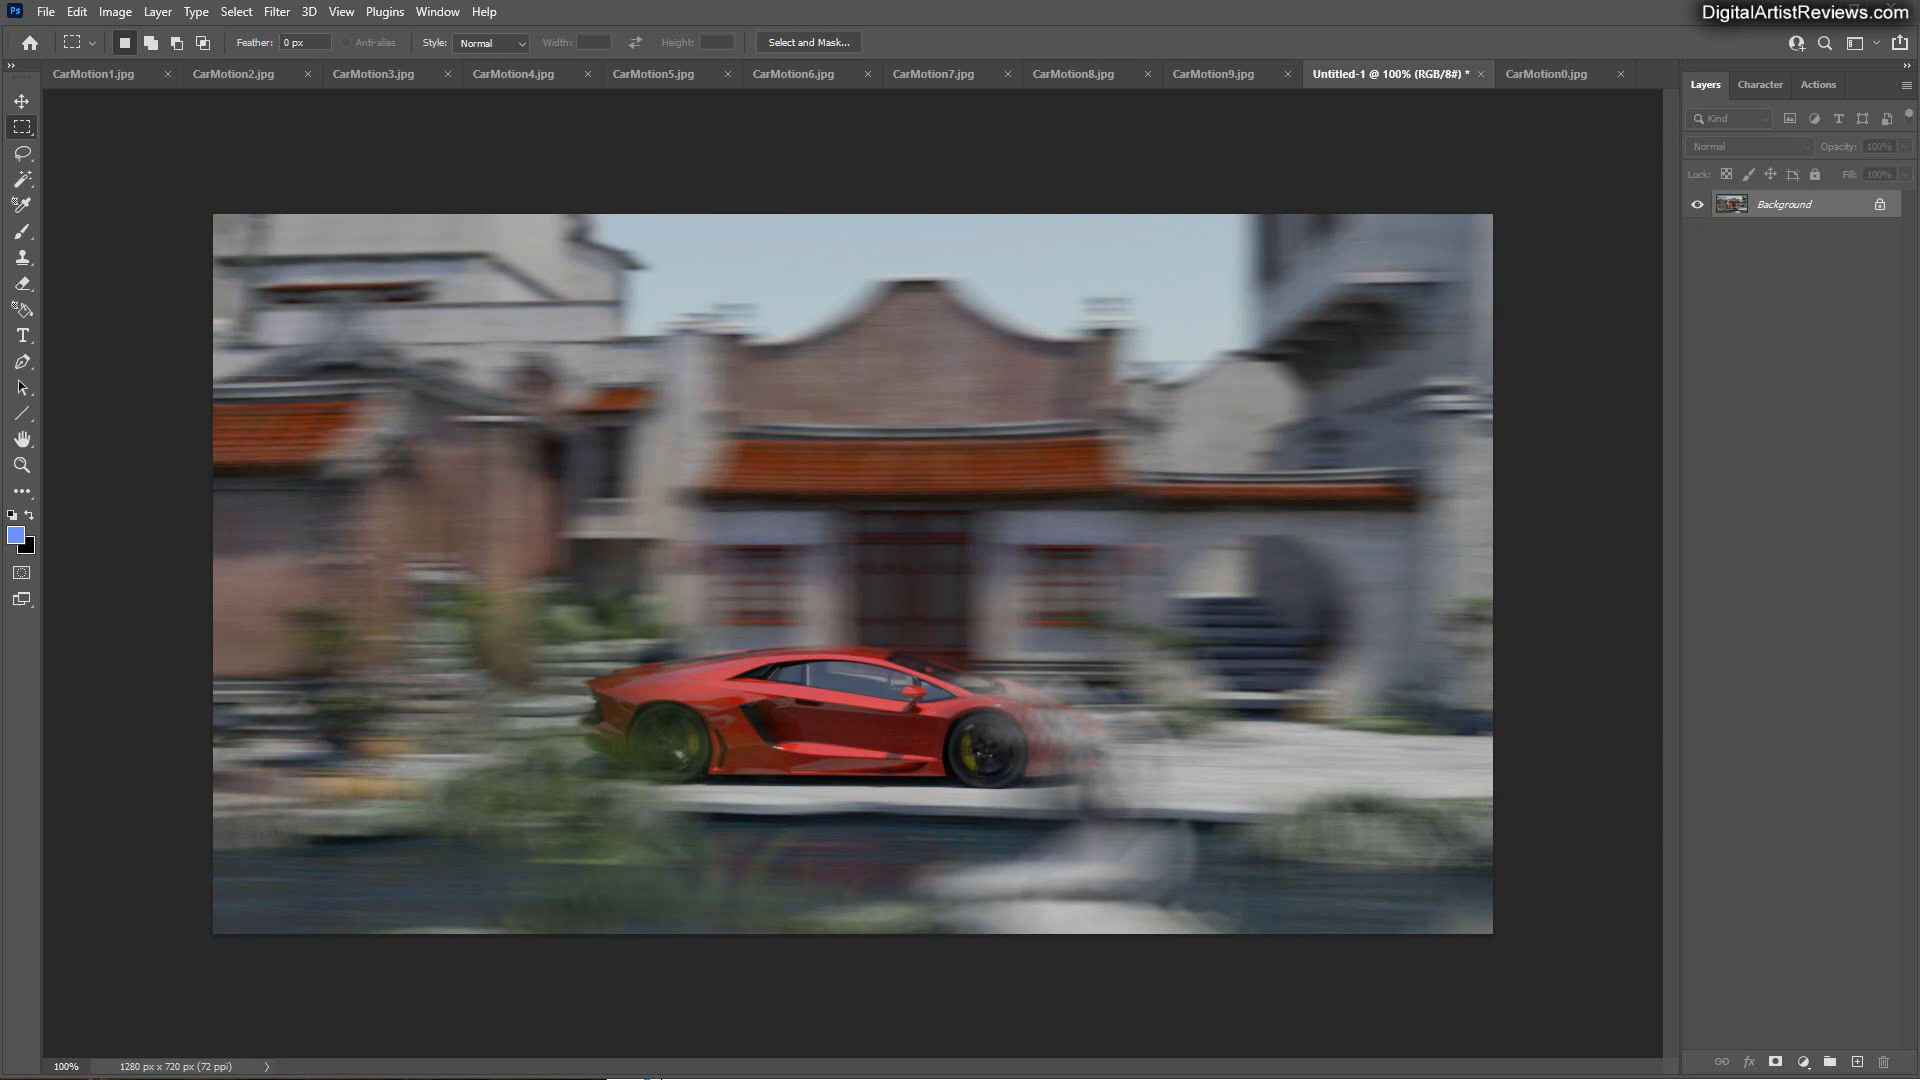 DigitalArtistReviews.com
Ps File Edit Image Layer Type Select Filter 3D View Plugins Window Help
Feather: 0 px Anti-alias Style: Normal Width: Height: Select and Mask...
CarMotion1.jpg × CarMotion2.jpg × CarMotion3.jpg × CarMotion4.jpg × CarMotion5.jpg × CarMotion6.jpg × CarMotion7.jpg × CarMotion8.jpg × CarMotion9.jpg × Untitled-1 @ 100% (RGB/8#) * × CarMotion0.jpg ×
Layers Character Actions
Kind
Normal Opacity: 100%
Lock: Fill: 100%
Background
100% 1280 px x 720 px (72 ppi)
fx